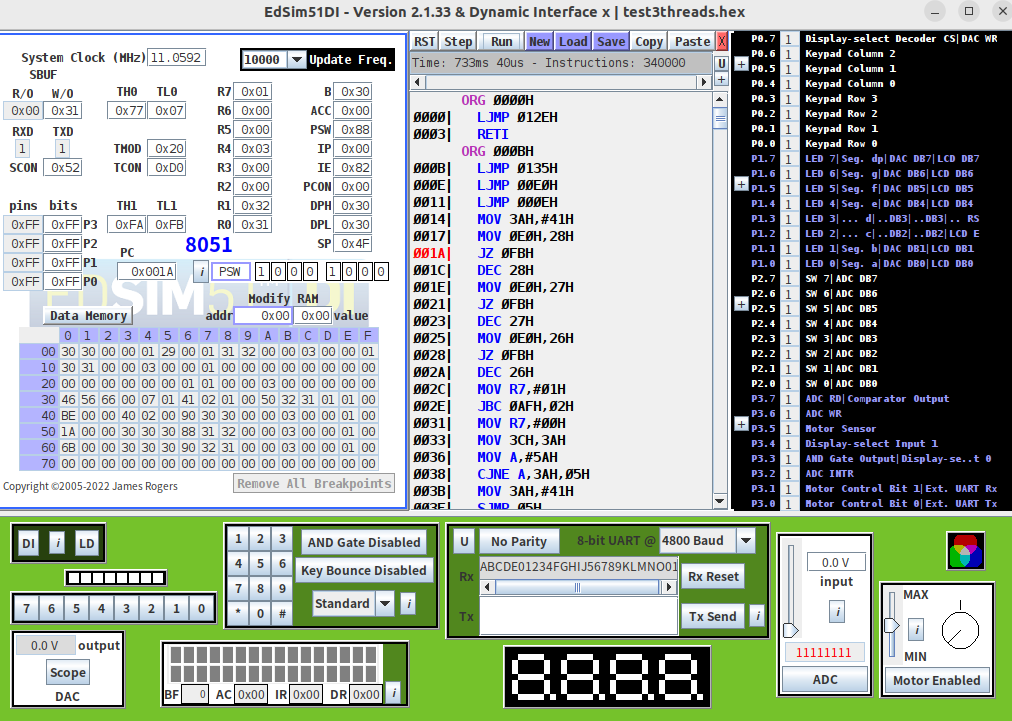 EdSim51DI - Version 2.1.33 & Dynamic Interface x | test3threads.hex
System Clock (MHz) 11.0592
10000 Update Freq.
SBUF
R/O W/O TH0 TL0
0x00 0x31 0x77 0x07
RXD TXD
1 1
TMOD 0x20
SCON 0x52 TCON 0xD0
pins bits TH1 TL1
0xFF 0xFF P3 0xFA 0xFB
0xFF 0xFF P2
0xFF 0xFF P1
0xFF 0xFF P0
8051
PC
0x001A
i PSW 1 0 0 0 1 0 0 0
R7 0x01 B 0x30
R6 0x00 ACC 0x00
R5 0x00 PSW 0x88
R4 0x03 IP 0x00
R3 0x00 IE 0x82
R2 0x00 PCON 0x00
R1 0x32 DPH 0x30
R0 0x31 DPL 0x30
SP 0x4F
Modify RAM
Data Memory addr 0x00 0x00 value
0 1 2 3 4 5 6 7 8 9 A B C D E F
00 30 30 00 00 01 29 00 01 31 32 00 00 03 00 00 01
10 30 31 00 00 03 00 00 01 00 00 00 00 00 00 00 00
20 00 00 00 00 00 00 01 01 00 00 03 00 00 00 00 00
30 46 56 66 00 07 01 41 02 01 00 50 32 31 01 01 00
40 BE 00 00 40 02 00 90 30 30 00 00 03 00 00 01 00
50 1A 00 00 30 30 30 88 31 32 00 00 03 00 00 01 00
60 6B 00 00 30 30 30 90 32 31 00 00 03 00 00 01 00
70 00 00 00 00 00 00 00 00 00 00 00 00 00 00 00 00
Copyright ©2005-2022 James Rogers
Remove All Breakpoints
RST Step Run New Load Save Copy Paste X
Time: 733ms 40us - Instructions: 340000
U
ORG 0000H
0000| LJMP 012EH
0003| RETI
ORG 000BH
000B| LJMP 0135H
000E| LJMP 00E0H
0011| LJMP 000EH
0014| MOV 3AH,#41H
0017| MOV 0E0H,28H
001A| JZ 0FBH
001C| DEC 28H
001E| MOV 0E0H,27H
0021| JZ 0FBH
0023| DEC 27H
0025| MOV 0E0H,26H
0028| JZ 0FBH
002A| DEC 26H
002C| MOV R7,#01H
002E| JBC 0AFH,02H
0031| MOV R7,#00H
0033| MOV 3CH,3AH
0036| MOV A,#5AH
0038| CJNE A,3AH,05H
003B| MOV 3AH,#41H
003E| SJMP 05H
P0.7 1 Display-select Decoder CS|DAC WR
P0.6 1 Keypad Column 2
P0.5 1 Keypad Column 1
P0.4 1 Keypad Column 0
P0.3 1 Keypad Row 3
P0.2 1 Keypad Row 2
P0.1 1 Keypad Row 1
P0.0 1 Keypad Row 0
P1.7 1 LED 7|Seg. dp|DAC DB7|LCD DB7
P1.6 1 LED 6|Seg. g|DAC DB6|LCD DB6
P1.5 1 LED 5|Seg. f|DAC DB5|LCD DB5
P1.4 1 LED 4|Seg. e|DAC DB4|LCD DB4
P1.3 1 LED 3|... d|..DB3|..DB3|.. RS
P1.2 1 LED 2|... c|..DB2|..DB2|LCD E
P1.1 1 LED 1|Seg. b|DAC DB1|LCD DB1
P1.0 1 LED 0|Seg. a|DAC DB0|LCD DB0
P2.7 1 SW 7|ADC DB7
P2.6 1 SW 6|ADC DB6
P2.5 1 SW 5|ADC DB5
P2.4 1 SW 4|ADC DB4
P2.3 1 SW 3|ADC DB3
P2.2 1 SW 2|ADC DB2
P2.1 1 SW 1|ADC DB1
P2.0 1 SW 0|ADC DB0
P3.7 1 ADC RD|Comparator Output
P3.6 1 ADC WR
P3.5 1 Motor Sensor
P3.4 1 Display-select Input 1
P3.3 1 AND Gate Output|Display-se..t 0
P3.2 1 ADC INTR
P3.1 1 Motor Control Bit 1|Ext. UART Rx
P3.0 1 Motor Control Bit 0|Ext. UART Tx
DI i LD
7 6 5 4 3 2 1 0
0.0 V output
Scope
DAC
1 2 3
4 5 6
7 8 9
* 0 #
AND Gate Disabled
Key Bounce Disabled
Standard i
BF 0 AC 0x00 IR 0x00 DR 0x00 i
U No Parity 8-bit UART @ 4800 Baud
Rx ABCDE01234FGHIJ56789KLMNO01 Rx Reset
Tx Tx Send i
8.8.8.8.
0.0 V
input
i
11111111
ADC
MAX
i
MIN
Motor Enabled